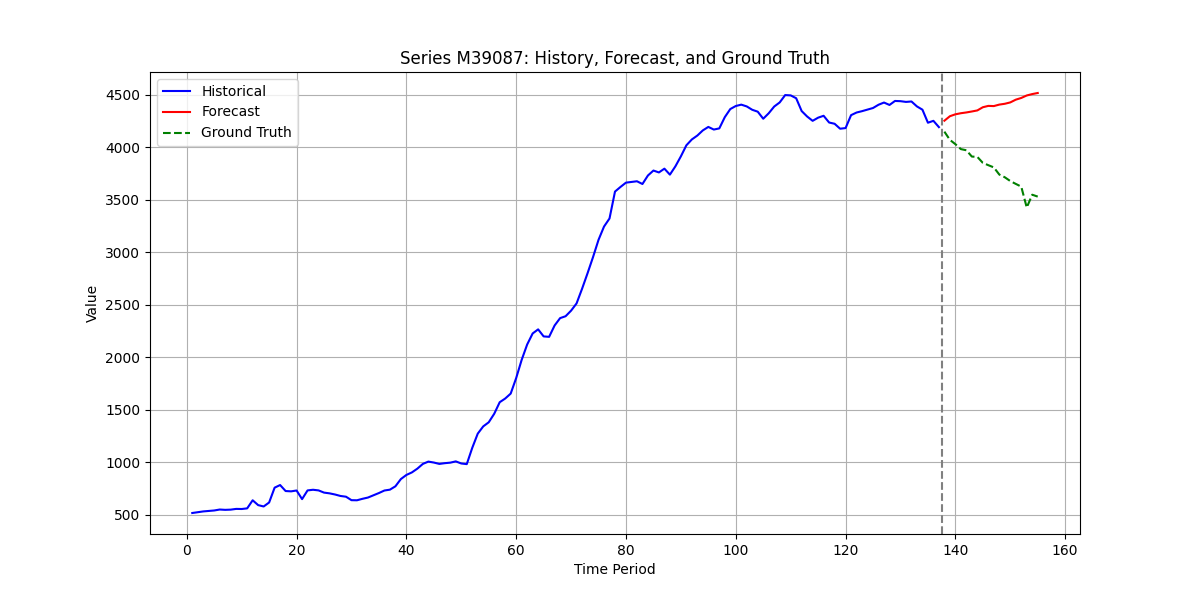 Series M39087: History, Forecast, and Ground Truth
Historical
Forecast
Ground Truth
Value
4500
4000
3500
3000
2500
2000
1500
1000
500
0 20 40 60 80 100 120 140 160
Time Period